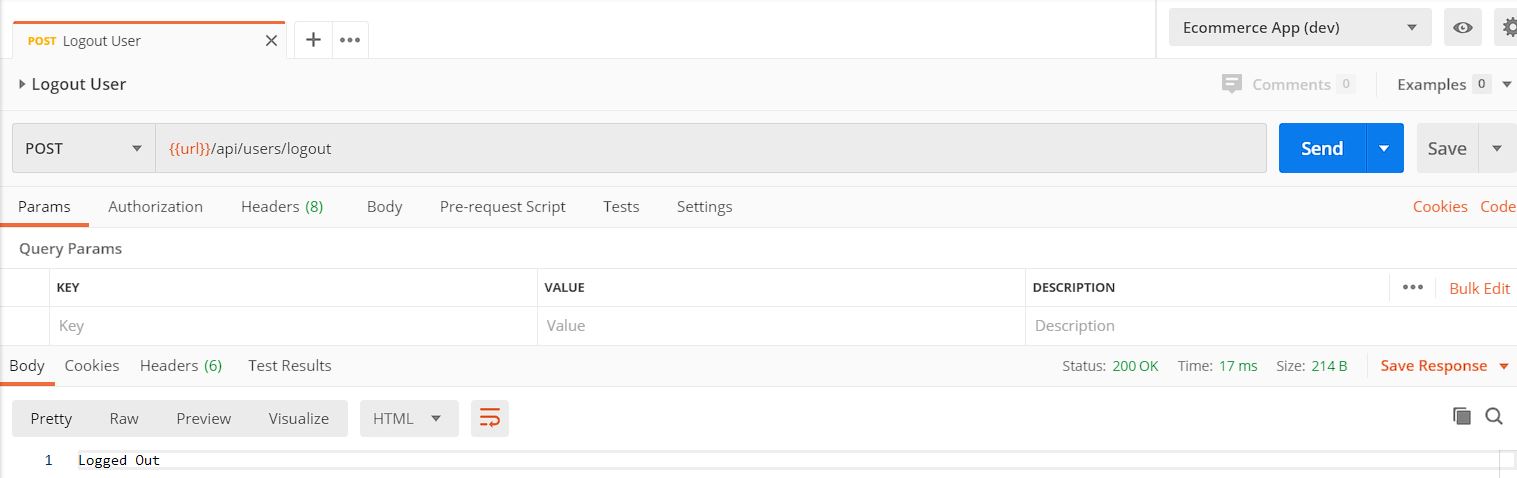 POST Logout User
Ecommerce App (dev)
Logout User
Comments 0
Examples 0
POST
{{url}}/api/users/logout
Send
Save
Params Authorization Headers (8) Body Pre-request Script Tests Settings Cookies Code
Query Params
KEY VALUE DESCRIPTION Bulk Edit
Key Value Description
Body Cookies Headers (6) Test Results Status: 200 OK Time: 17 ms Size: 214 B Save Response
Pretty Raw Preview Visualize HTML
1 Logged Out